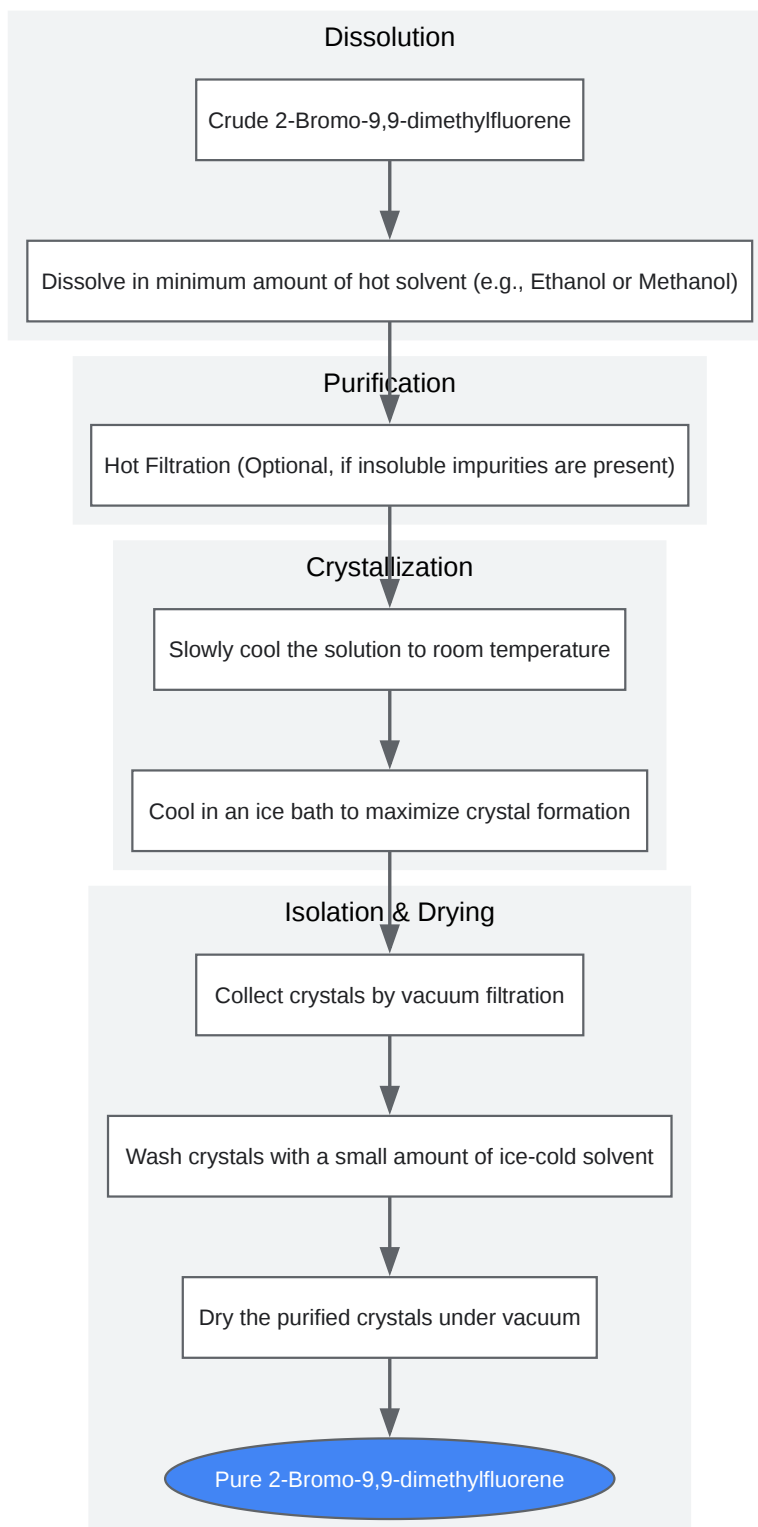 Dissolution
Crude 2-Bromo-9,9-dimethylfluorene
Dissolve in minimum amount of hot solvent (e.g., Ethanol or Methanol)
Purification
Hot Filtration (Optional, if insoluble impurities are present)
Crystallization
Slowly cool the solution to room temperature
Cool in an ice bath to maximize crystal formation
Isolation & Drying
Collect crystals by vacuum filtration
Wash crystals with a small amount of ice-cold solvent
Dry the purified crystals under vacuum
Pure 2-Bromo-9,9-dimethylfluorene